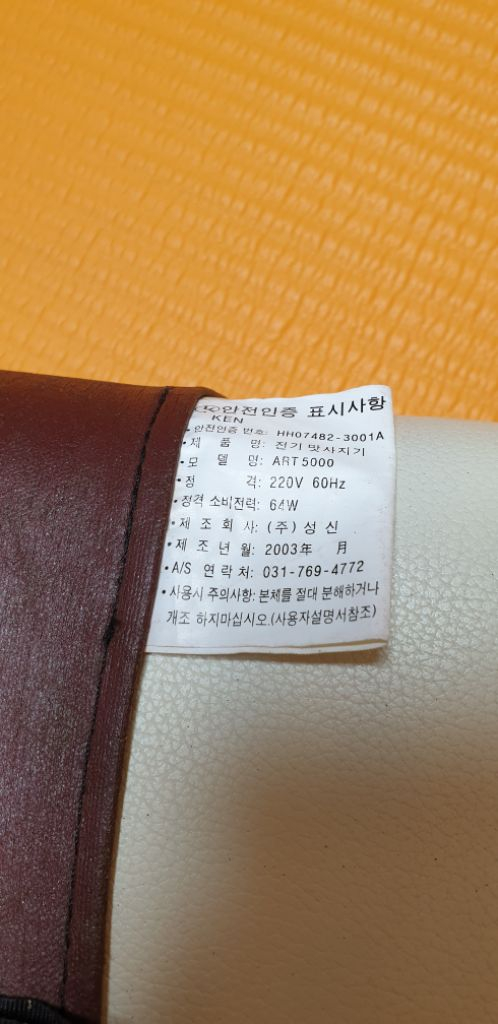 안전인증 표시사항
KEN
• 안전인증 번호: HH07482-3001A
• 제 품 명: 전기 맛사지기
• 모 델 명: ART 5000
• 정 격: 220V 60Hz
• 정격 소비전력: 64W
• 제 조 회 사: (주) 성 신
• 제 조 년 월: 2003年 月
• A/S 연 락 처: 031-769-4772
• 사용시 주의사항: 본체를 절대 분해하거나
개조 하지마십시오.(사용자설명서참조)